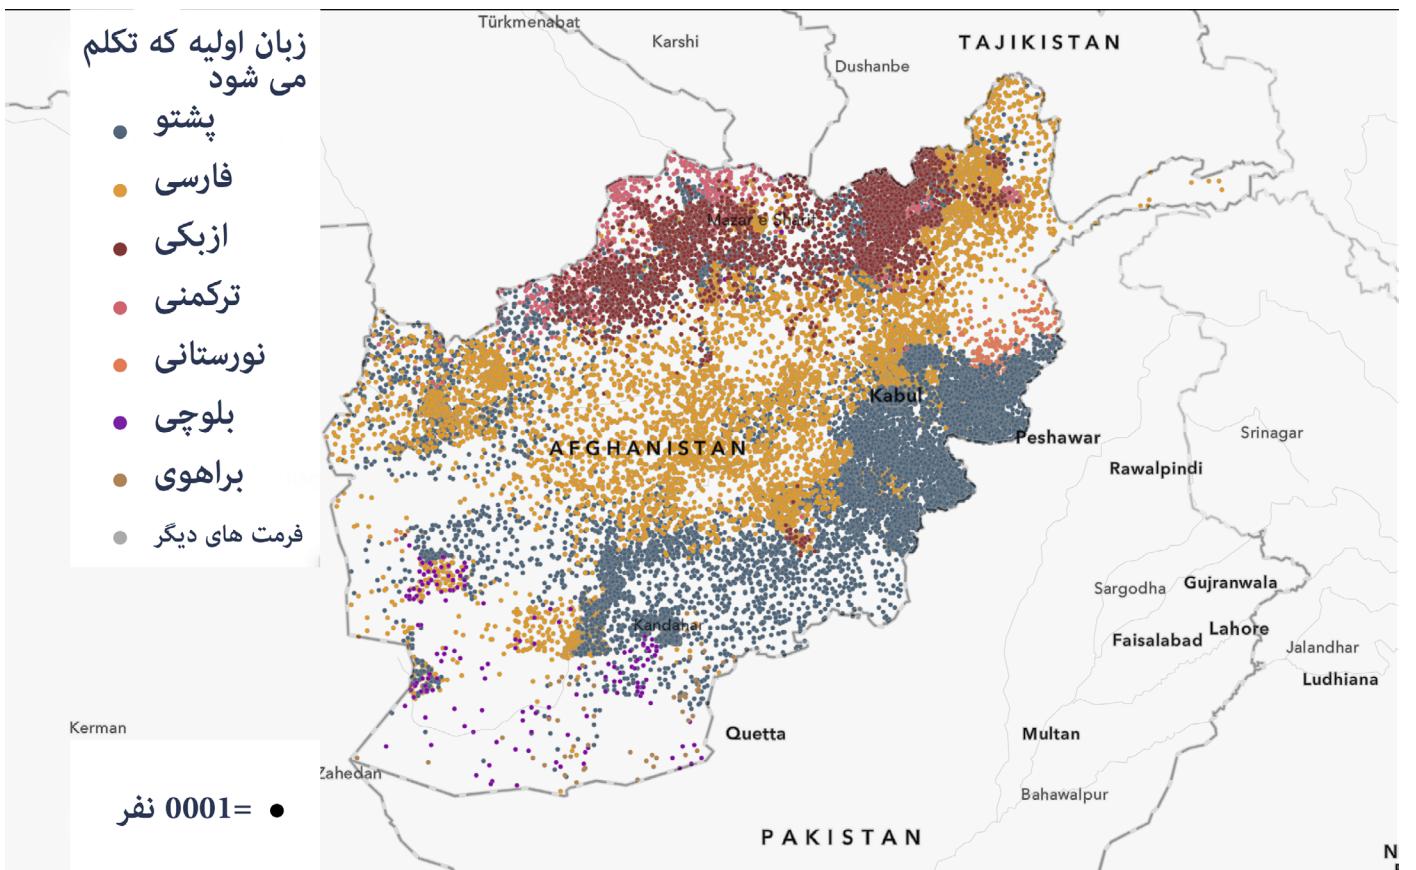 زبان اولیه که تکلم
می شود
پشتو
فارسی
ازبکی
ترکمنی
نورستانی
بلوچی
براهوی
فرمت های دیگر
=0001 نفر
Türkmenabat
Karshi
Dushanbe
TAJIKISTAN
Mazar e Sharif
Kabul
AFGHANISTAN
Peshawar
Srinagar
Rawalpindi
Sargodha
Gujranwala
Kandahar
Faisalabad
Lahore
Jalandhar
Ludhiana
Kerman
Quetta
Multan
Zahedan
Bahawalpur
PAKISTAN
N